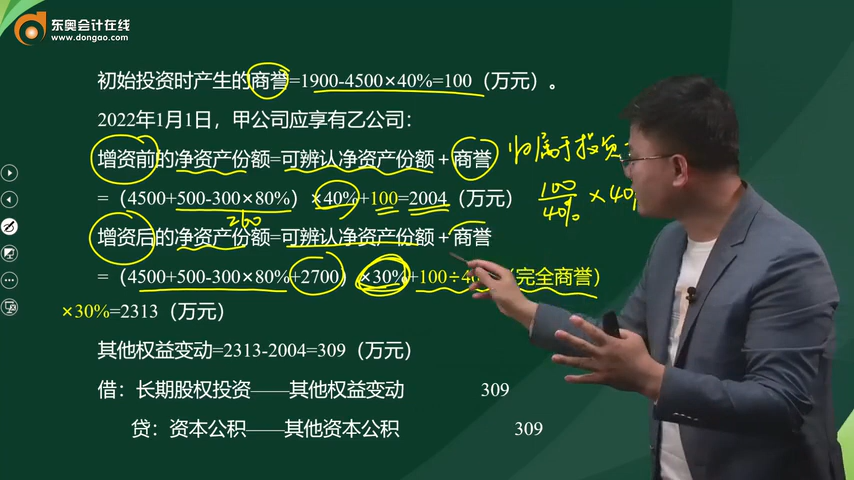 东奥会计在线
www.dongao.com
初始投资时产生的商誉=1900-4500×40%=100（万元）。
2022年1月1日，甲公司应享有乙公司：
增资前的净资产份额=可辨认净资产份额+商誉
归属于投资
=（4500+500-300×80%）×40%+100=2004（万元）
100
40%
×40
260
增资后的净资产份额=可辨认净资产份额+商誉
=（4500+500-300×80%+2700）×30%+100÷40（完全商誉）
×30%=2313（万元）
其他权益变动=2313-2004=309（万元）
借：长期股权投资——其他权益变动 309
贷：资本公积——其他资本公积 309